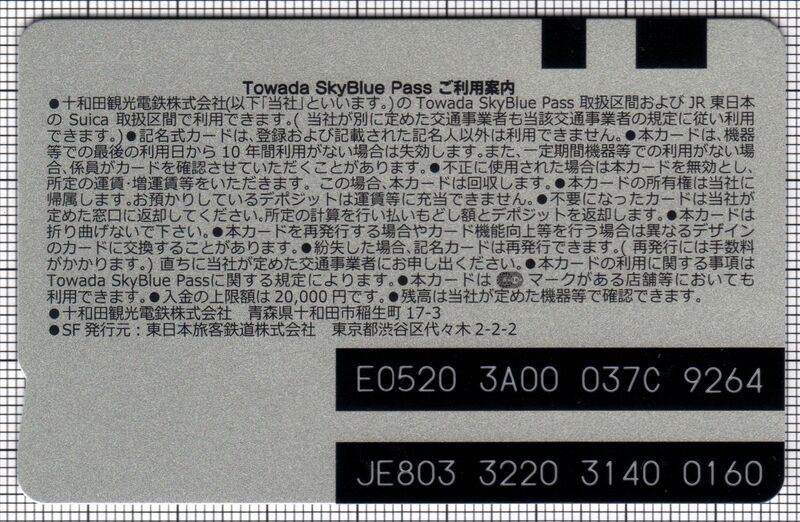 Towada SkyBlue Pass ご利用案内
●十和田観光電鉄株式会社(以下「当社」といいます。)の Towada SkyBlue Pass 取扱区間および JR 東日本
の Suica 取扱区間で利用できます。( 当社が別に定めた交通事業者も当該交通事業者の規定に従い利用
できます。) ●記名式カードは、登録および記載された記名人以外は利用できません。●本カードは、機器
等での最後の利用日から 10 年間利用がない場合は失効します。また、一定期間機器等での利用がない場
合、係員がカードを確認させていただくことがあります。 ●不正に使用された場合は本カードを無効とし、
所定の運賃・増運賃等をいただきます。 この場合、本カードは回収します。●本カードの所有権は当社に
帰属します。お預かりしているデポジットは運賃等に充当できません。 ●不要になったカードは当社が
定めた窓口に返却してください。所定の計算を行い払いもどし額とデポジットを返却します。●本カードは
折り曲げないで下さい。●本カードを再発行する場合やカード機能向上等を行う場合は異なるデザイン
のカードに交換することがあります。●紛失した場合、記名カードは再発行できます。( 再発行には手数料
がかかります。) 直ちに当社が定めた交通事業者にお申し出ください。●本カードの利用に関する事項は
Towada SkyBlue Passに関する規定によります。●本カードは マークがある店舗等においても
利用できます。●入金の上限額は 20,000 円です。●残高は当社が定めた機器等で確認できます。
●十和田観光電鉄株式会社 青森県十和田市稲生町 17-3
●SF 発行元：東日本旅客鉄道株式会社 東京都渋谷区代々木 2-2-2
E0520 3A00 037C 9264
JE803 3220 3140 0160